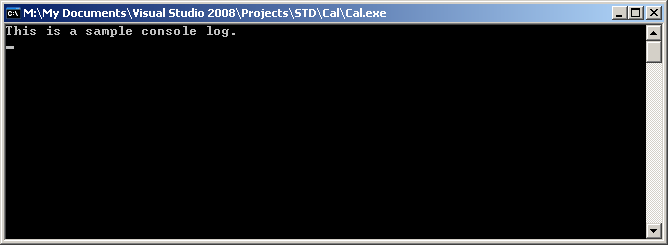 M:\My Documents\Visual Studio 2008\Projects\STD\Cal\Cal.exe
This is a sample console log.